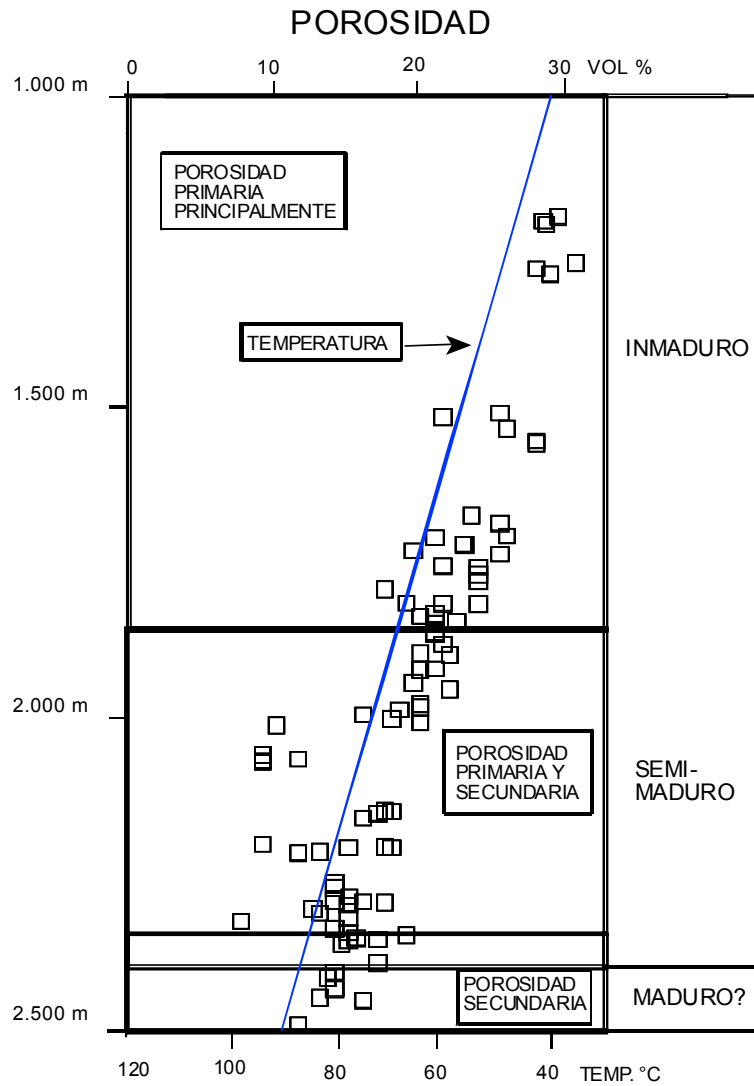 POROSIDAD
0 10 20 30 VOL %
1.000 m
POROSIDAD
PRIMARIA
PRINCIPALMENTE
TEMPERATURA
INMADURO
1.500 m
2.000 m
POROSIDAD
PRIMARIA Y
SECUNDARIA
SEMI-
MADURO
POROSIDAD
SECUNDARIA
MADURO?
2.500 m
120 100 80 60 40 TEMP. °C